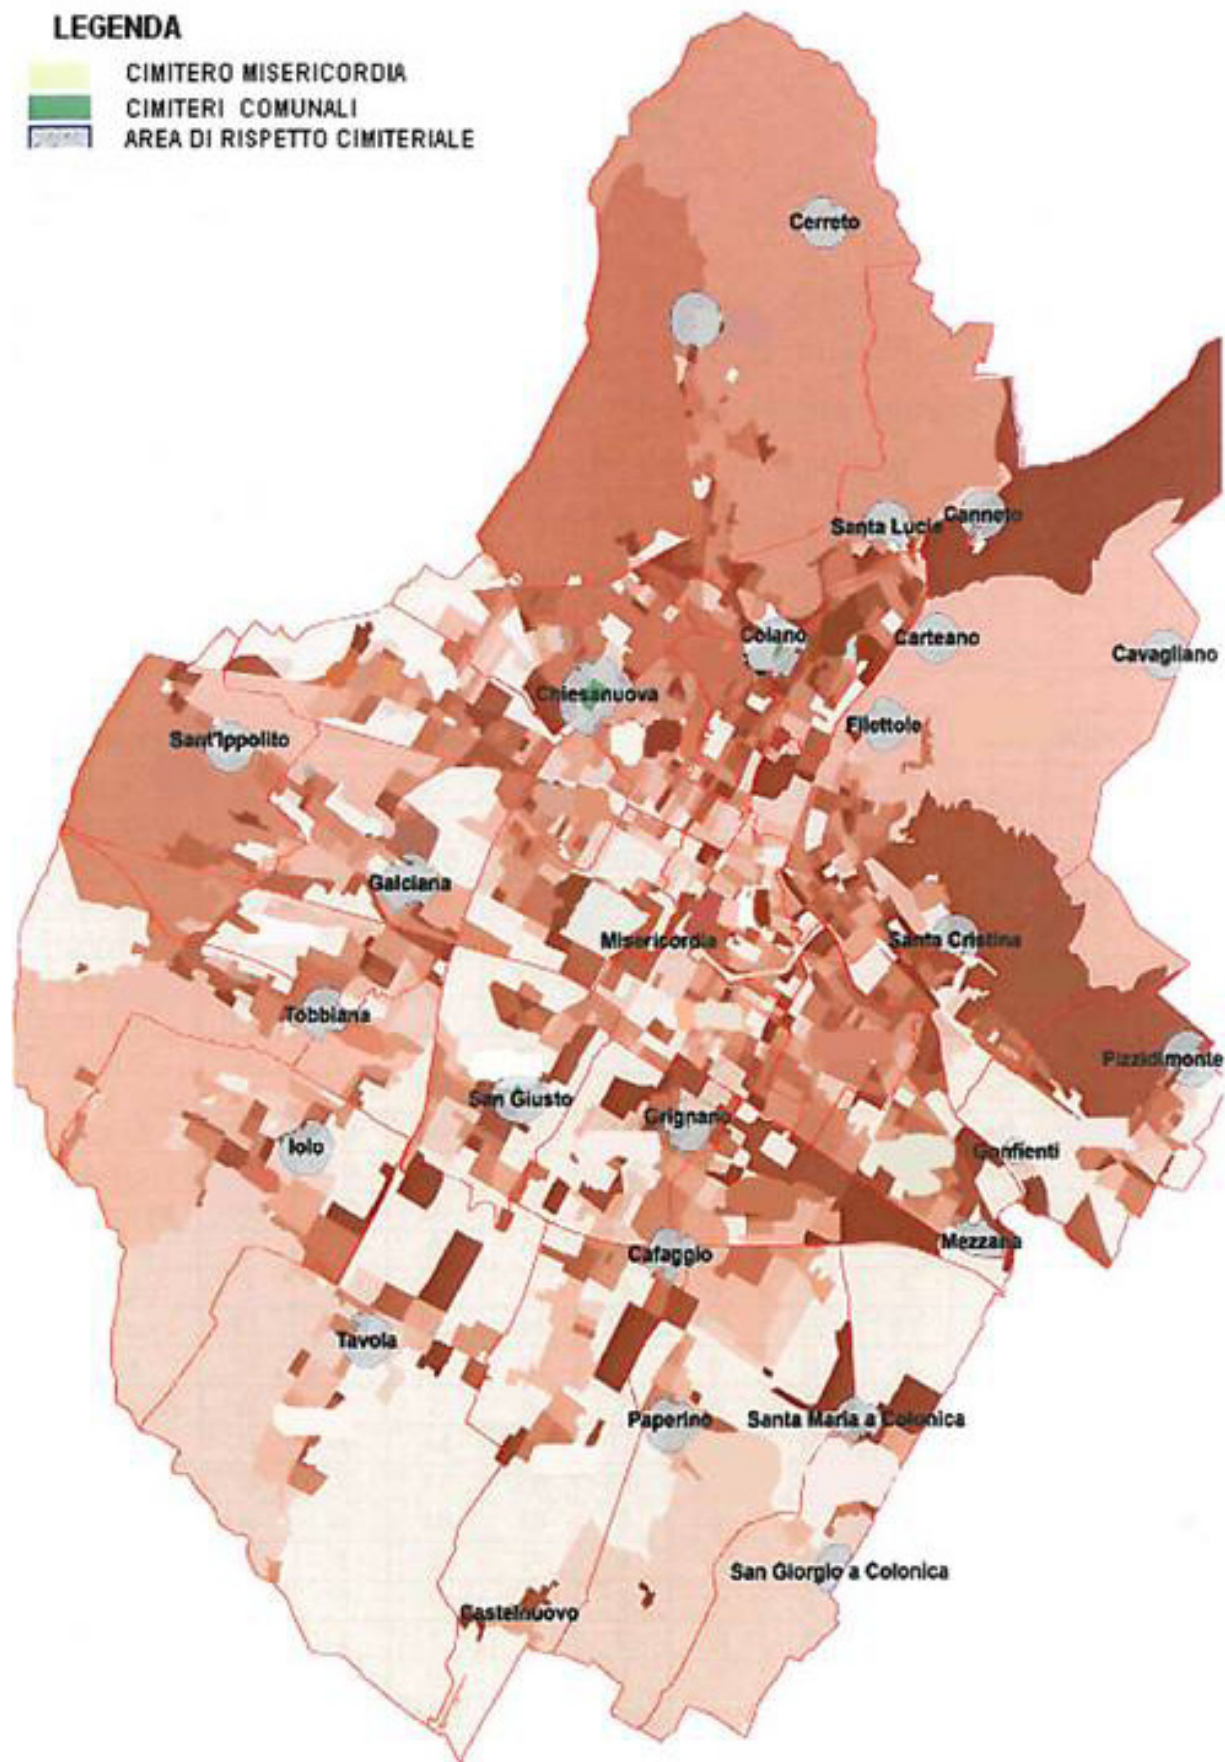 LEGENDA
CIMITERO MISERICORDIA
CIMITERI COMUNALI
AREA DI RISPETTO CIMITERIALE
Cerreto
Santa Lucia
Canneto
Coiano
Carteano
Cavagliano
Chiesanuova
Filettole
Sant'Ippolito
Galciana
Misericordia
Santa Cristina
Tobbiana
Pizzidimonte
San Giusto
Grignano
Iolo
Gonfienti
Cafaggio
Mezzana
Tavola
Paperino
Santa Maria a Colonica
San Giorgio a Colonica
Castelnuovo